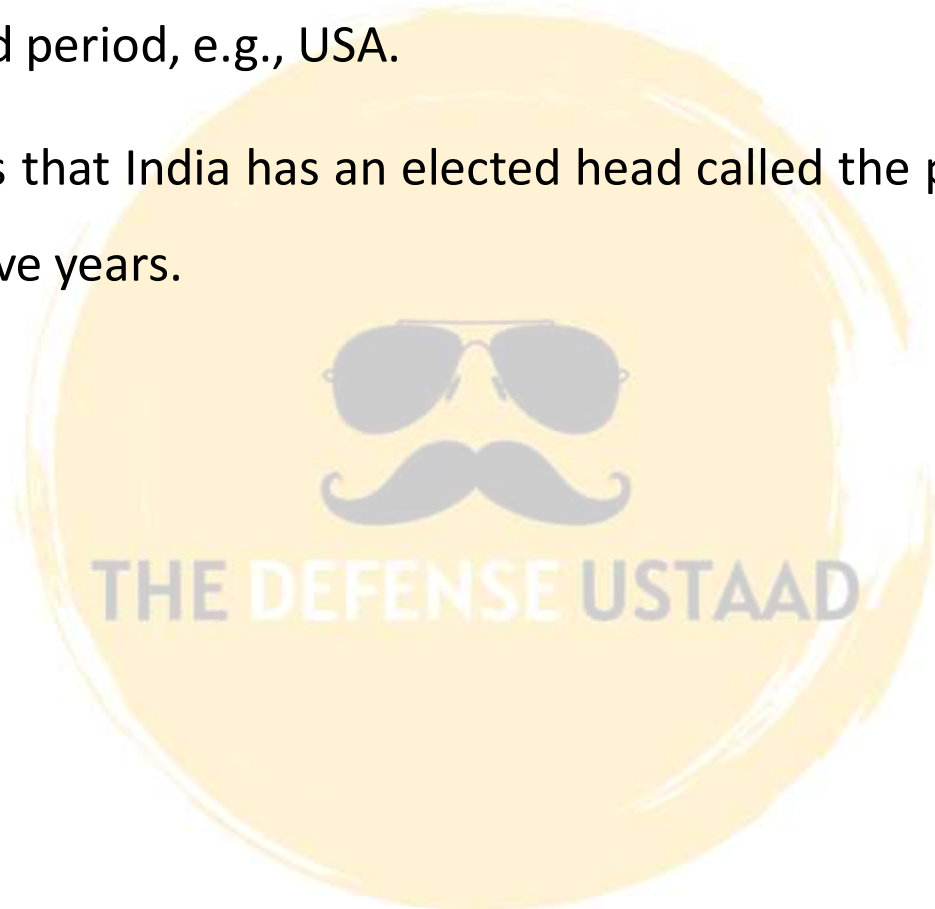 d period, e.g., USA.
s that India has an elected head called the p
ve years.
THE DEFENSE USTAAD